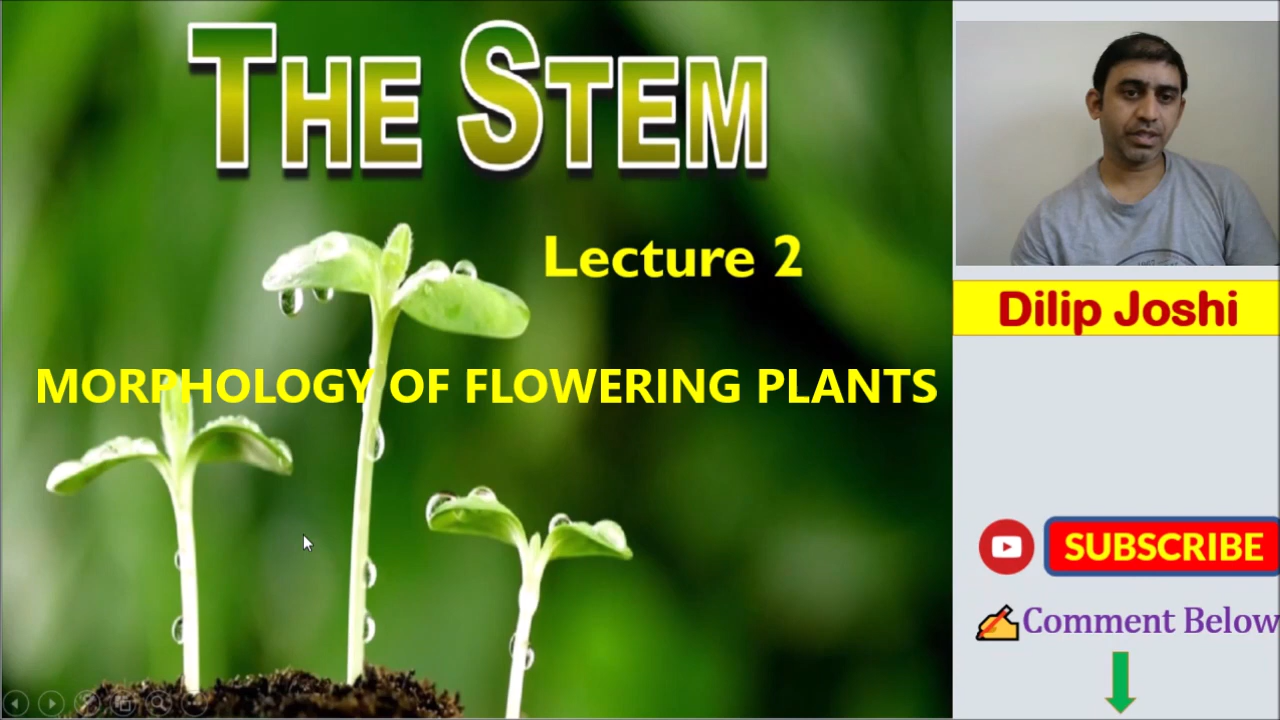 THE STEM
Lecture 2
MORPHOLOGY OF FLOWERING PLANTS
Dilip Joshi
SUBSCRIBE
Comment Below